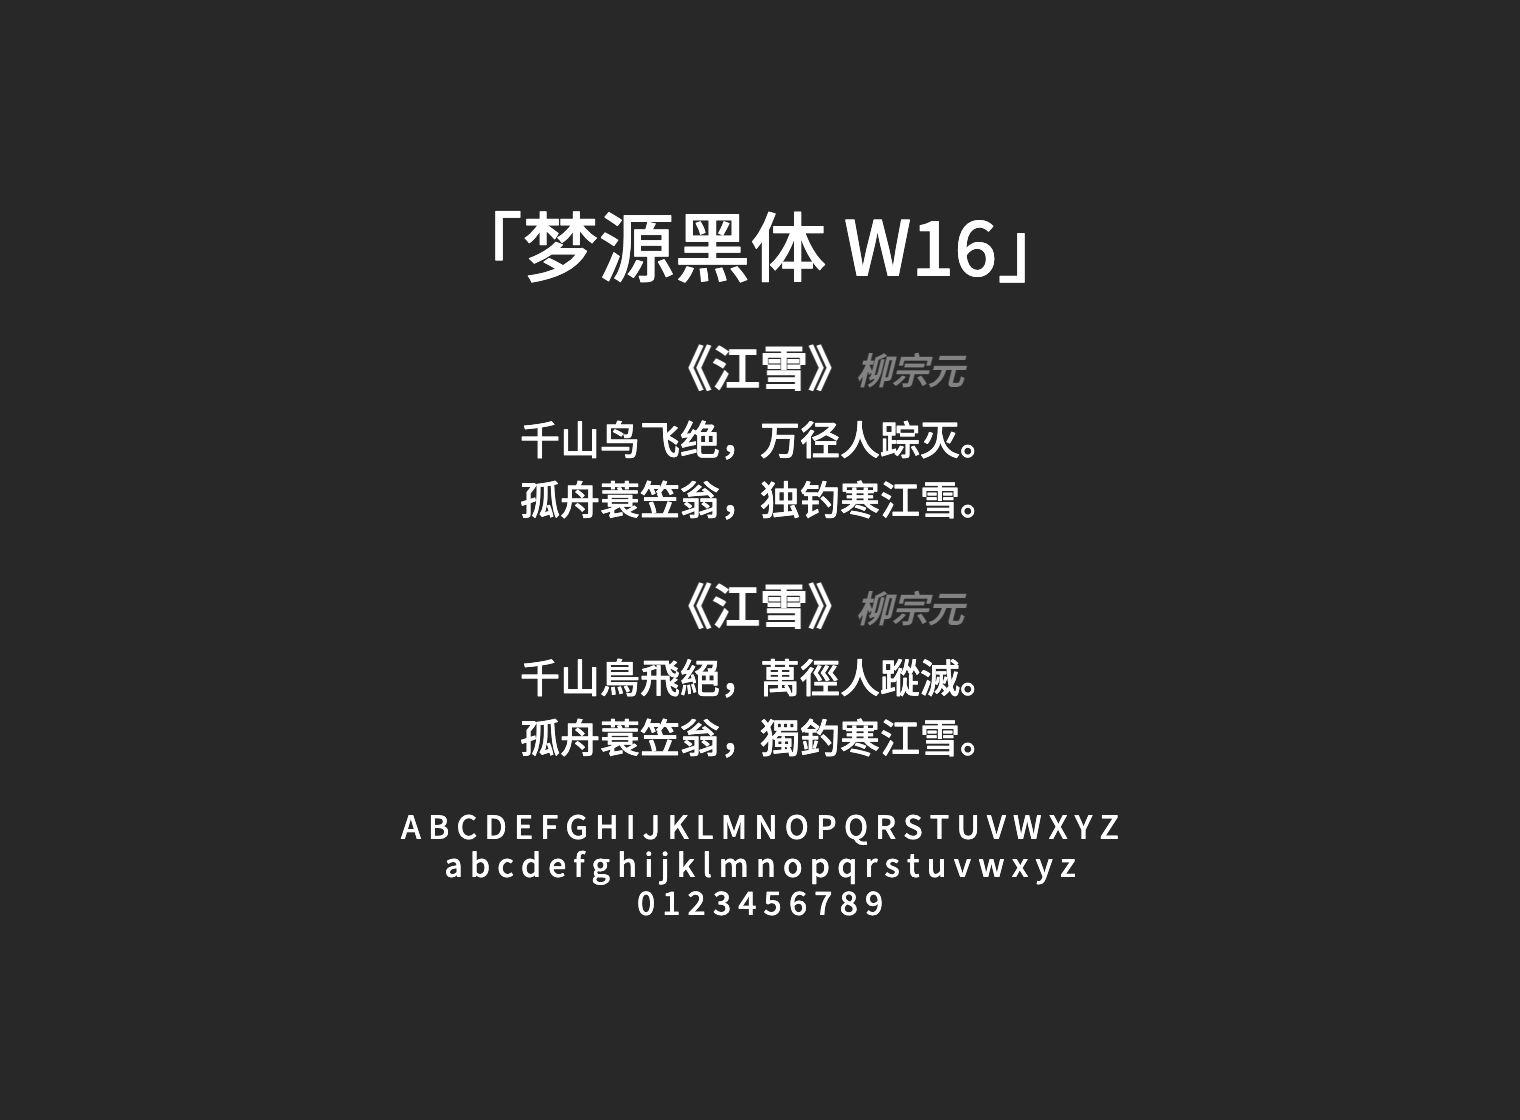 「梦源黑体 W16」
《江雪》柳宗元
千山鸟飞绝，万径人踪灭。
孤舟蓑笠翁，独钓寒江雪。
《江雪》柳宗元
千山鳥飛絕，萬徑人蹤滅。
孤舟蓑笠翁，獨釣寒江雪。
A B C D E F G H I J K L M N O P Q R S T U V W X Y Z
a b c d e f g h i j k l m n o p q r s t u v w x y z
0 1 2 3 4 5 6 7 8 9